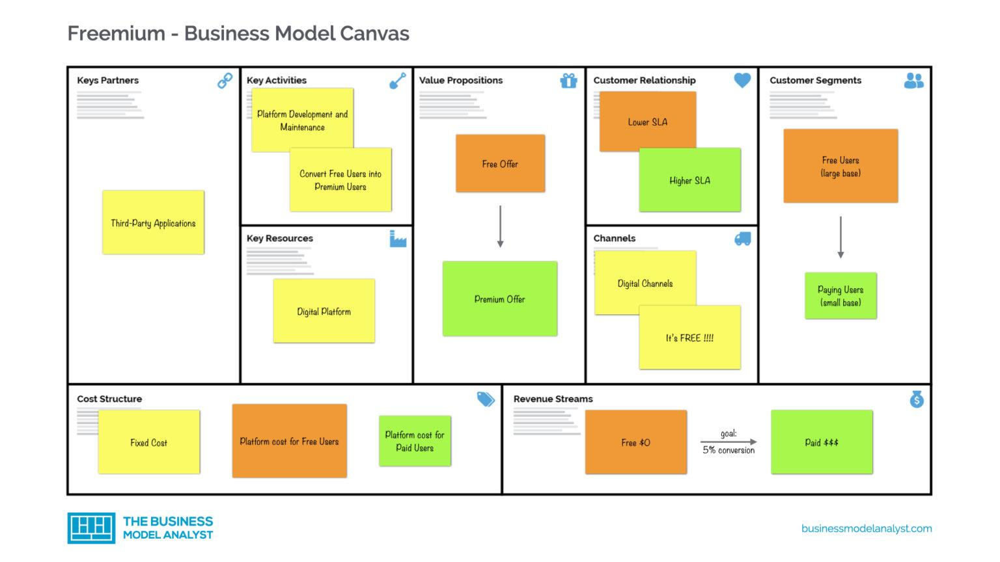 Freemium - Business Model Canvas
Keys Partners
Third-Party Applications
Key Activities
Platform Development and
Maintenance
Convert Free Users into
Premium Users
Key Resources
Digital Platform
Value Propositions
Free Offer
Premium Offer
Customer Relationship
Lower SLA
Higher SLA
Channels
Digital Channels
It's FREE !!!!
Customer Segments
Free Users
(large base)
Paying Users
(small base)
Cost Structure
Fixed Cost
Platform cost for Free Users
Platform cost for
Paid Users
Revenue Streams
Free $0
goal:
5% conversion
Paid $$$
$
THE BUSINESS
MODEL ANALYST
businessmodelanalyst.com